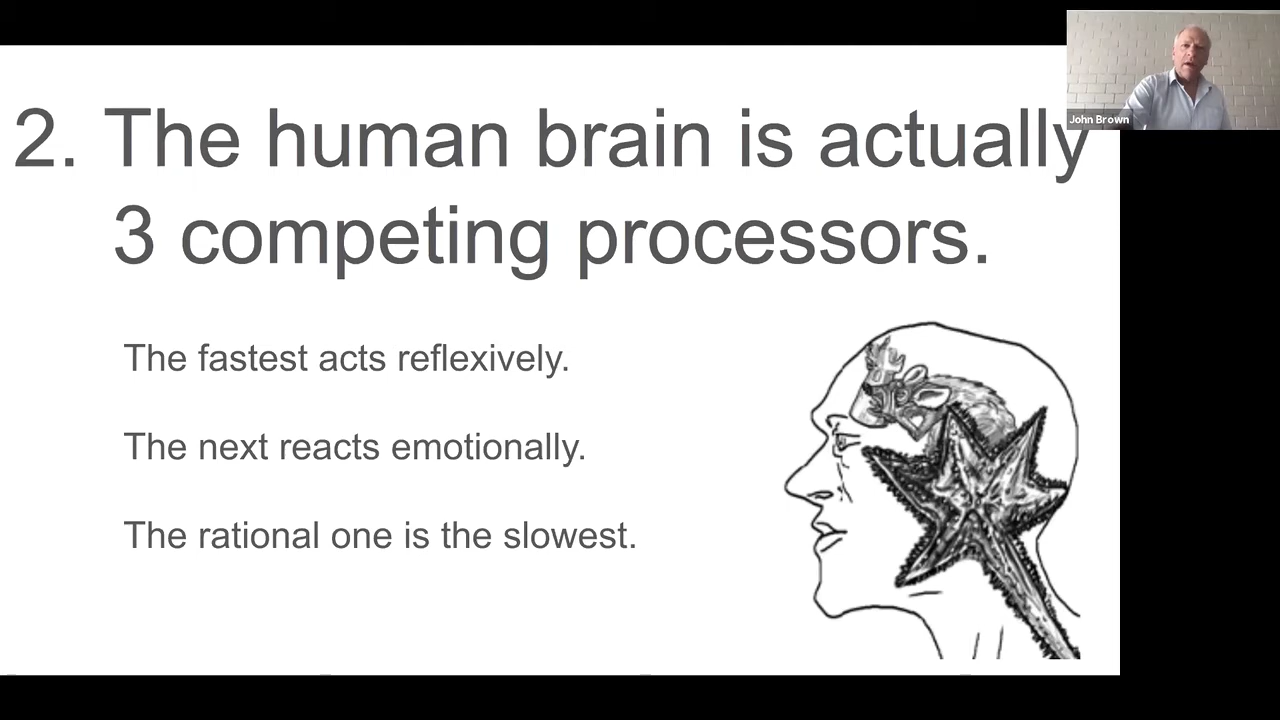 John Brown
2. The human brain is actually
3 competing processors.
The fastest acts reflexively.
The next reacts emotionally.
The rational one is the slowest.